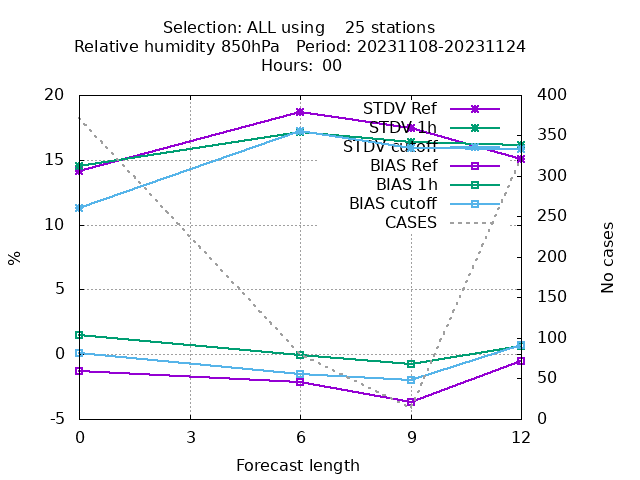 Selection: ALL using    25 stations
Relative humidity 850hPa   Period: 20231108-20231124
Hours: 00
STDV Ref
STDV 1h
STDV cutoff
BIAS Ref
BIAS 1h
BIAS cutoff
CASES
20
15
10
5
0
-5
%
400
350
300
250
200
150
100
50
0
No cases
0
3
6
9
12
Forecast length